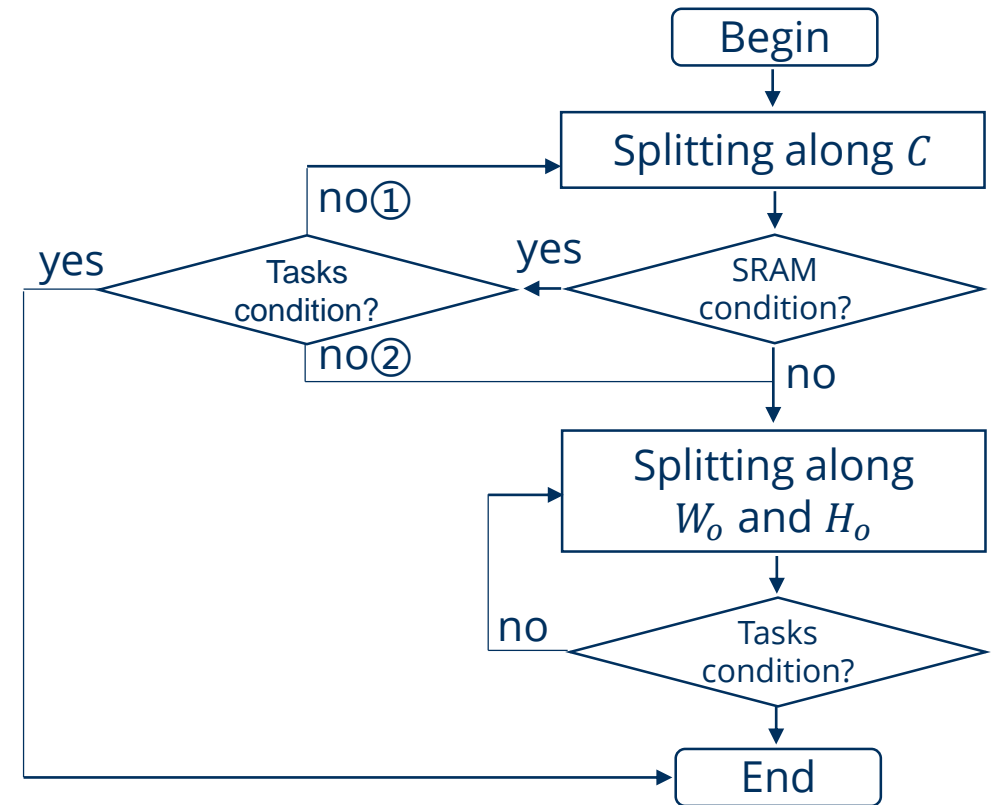 Begin
Splitting along C
no①
yes
Tasks
condition?
yes
SRAM
condition?
no②
no
Splitting along
Wₒ and Hₒ
no
Tasks
condition?
End